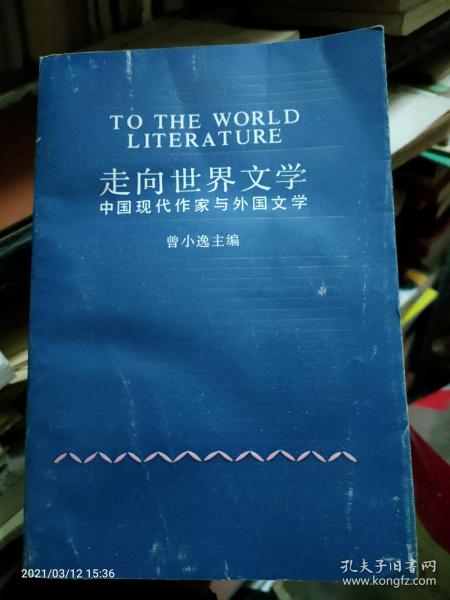 TO THE WORLD
LITERATURE
走向世界文学
中国现代作家与外国文学
曾小逸主编
2021/03/12 15:36
孔夫子旧书网
www.kongfz.com